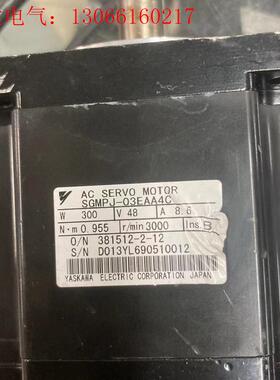 电气：13066160217
AC SERVO MOTOR
SGMPJ-03EAA4C
W 300 V 48 A 8.6
N·m 0.955 r/min 3000 Ins. B
O/N 381512-2-12
S/N D013YL690510012
YASKAWA ELECTRIC CORPORATION JAPAN